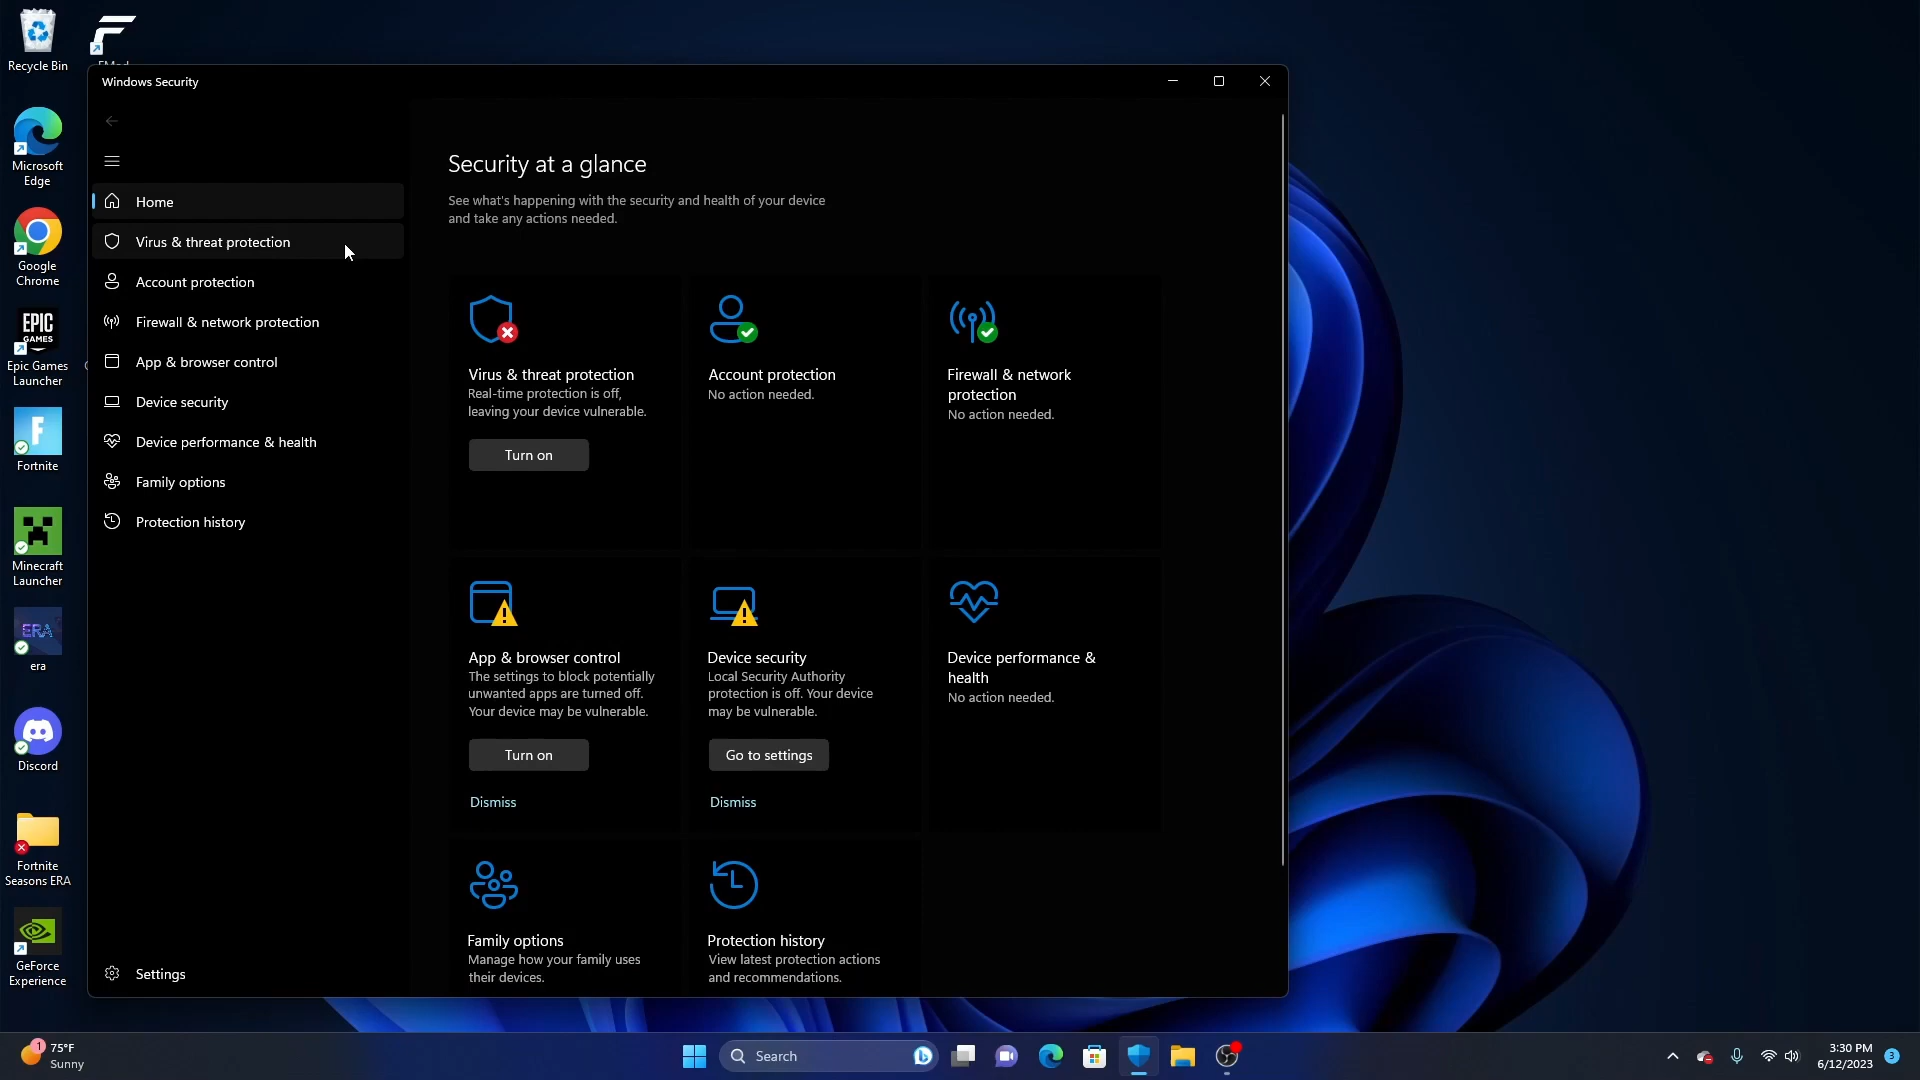 Recycle Bin
Microsoft
Edge
Google
Chrome
EPIC
GAMES
Epic Games
Launcher
Fortnite
Minecraft
Launcher
ERA
era
Discord
Fortnite
Seasons ERA
GeForce
Experience
Windows Security
Home
Virus & threat protection
Account protection
Firewall & network protection
App & browser control
Device security
Device performance & health
Family options
Protection history
Settings
Security at a glance
See what's happening with the security and health of your device
and take any actions needed.
Virus & threat protection
Real-time protection is off,
leaving your device vulnerable.
Turn on
Account protection
No action needed.
Firewall & network
protection
No action needed.
App & browser control
The settings to block potentially
unwanted apps are turned off.
Your device may be vulnerable.
Turn on
Dismiss
Device security
Local Security Authority
protection is off. Your device
may be vulnerable.
Go to settings
Dismiss
Device performance &
health
No action needed.
Family options
Manage how your family uses
their devices.
Protection history
View latest protection actions
and recommendations.
1
75°F
Sunny
Search
3:30 PM
6/12/2023
3